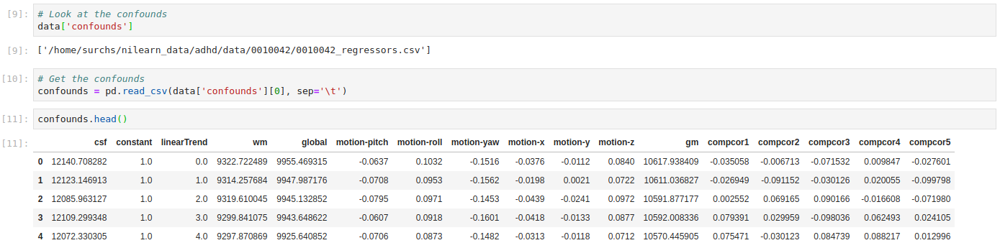 [9]: # Look at the confounds
data['confounds']
[9]: ['/home/surchs/nilearn_data/adhd/data/0010042/0010042_regressors.csv']
[10]: # Get the confounds
confounds = pd.read_csv(data['confounds'][0], sep='\t')
[11]: confounds.head()
[11]: csf constant linearTrend wm global motion-pitch motion-roll motion-yaw motion-x motion-y motion-z gm compcor1 compcor2 compcor3 compcor4 compcor5
0 12140.708282 1.0 0.0 9322.722489 9955.469315 -0.0637 0.1032 -0.1516 -0.0376 -0.0112 0.0840 10617.938409 -0.035058 -0.006713 -0.071532 0.009847 -0.027601
1 12123.146913 1.0 1.0 9314.257684 9947.987176 -0.0708 0.0953 -0.1562 -0.0198 0.0021 0.0722 10611.036827 -0.026949 -0.091152 -0.030126 0.020055 -0.099798
2 12085.963127 1.0 2.0 9319.610045 9945.132852 -0.0795 0.0971 -0.1453 -0.0439 -0.0241 0.0972 10591.877177 0.002552 0.069165 0.090166 -0.016608 -0.071980
3 12109.299348 1.0 3.0 9299.841075 9943.648622 -0.0607 0.0918 -0.1601 -0.0418 -0.0133 0.0877 10592.008336 0.079391 0.029959 -0.098036 0.062493 0.024105
4 12072.330305 1.0 4.0 9297.870869 9925.640852 -0.0706 0.0873 -0.1482 -0.0313 -0.0118 0.0712 10570.445905 0.075471 -0.030123 0.084739 0.088217 0.012996